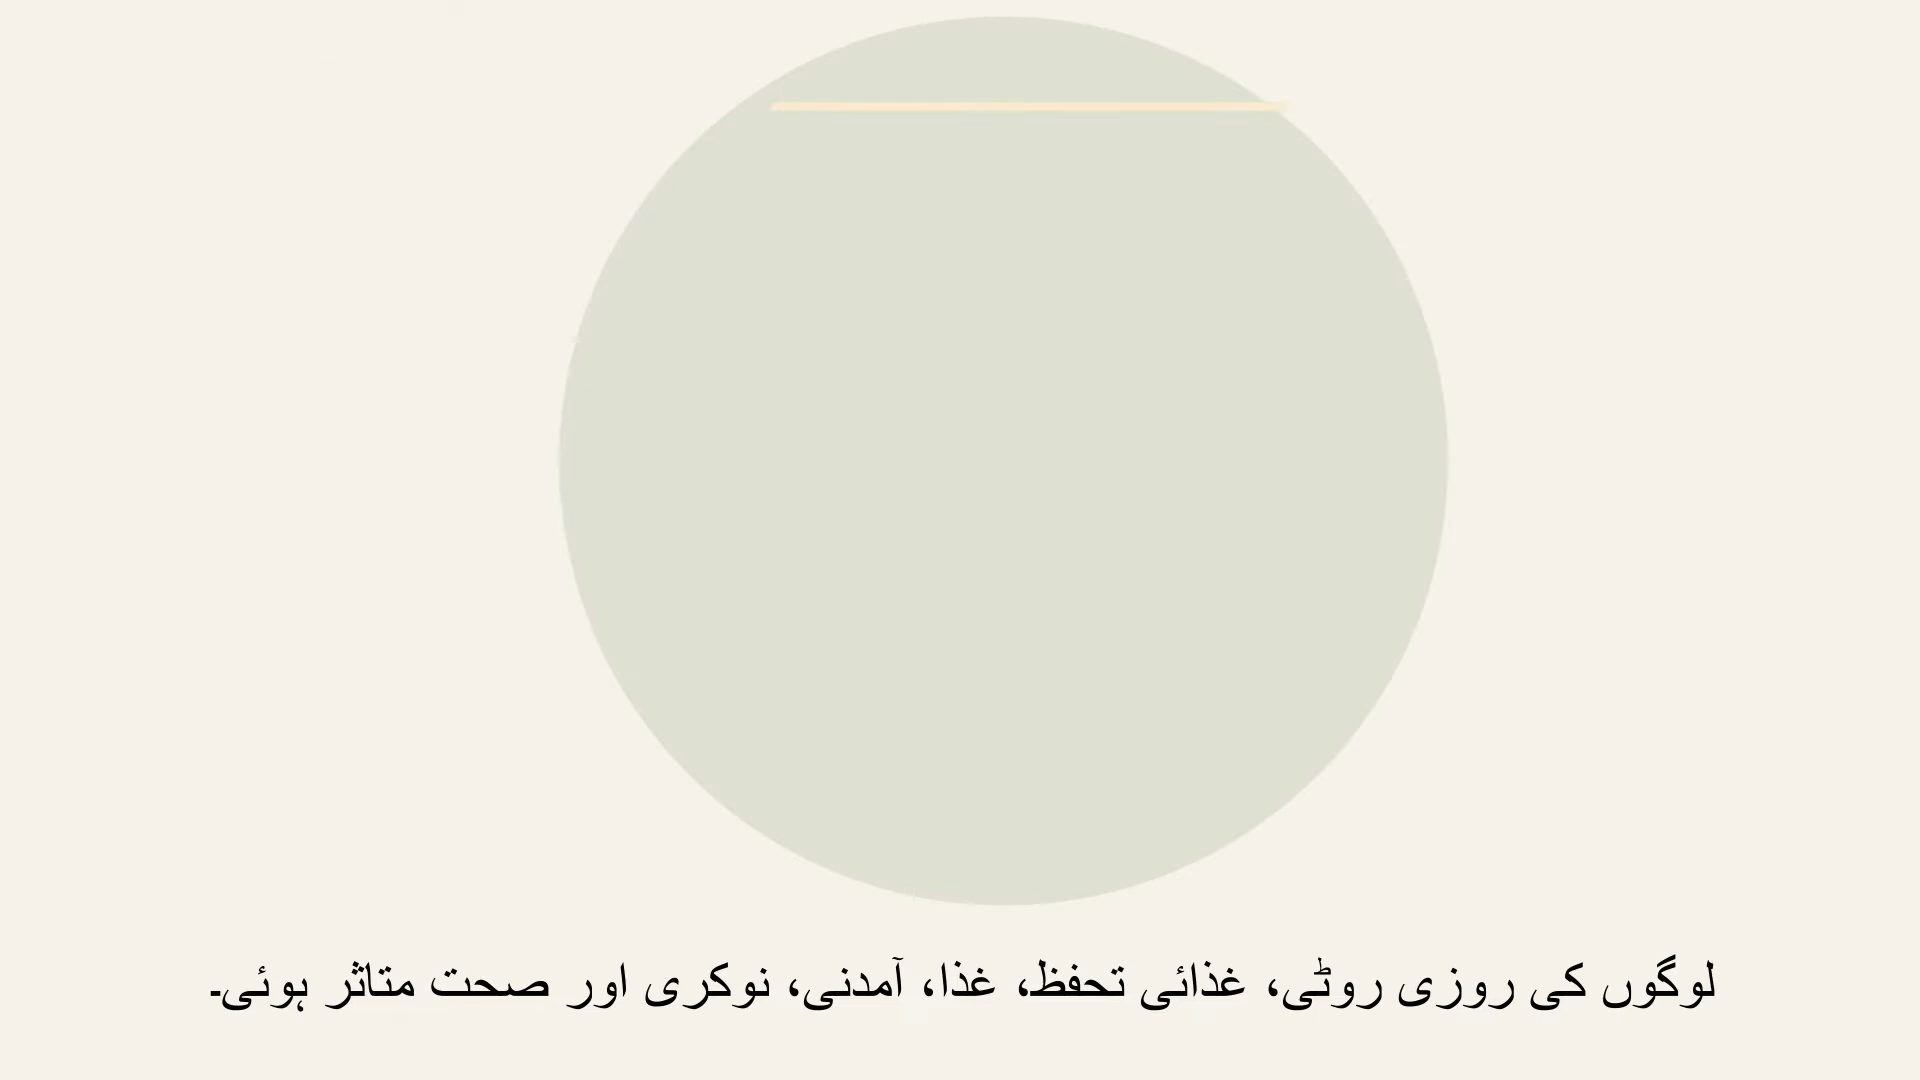 لوگوں کی روزی روٹی، غذائی تحفظ، غذا، آمدنی، نوکری اور صحت متاثر ہوئی۔